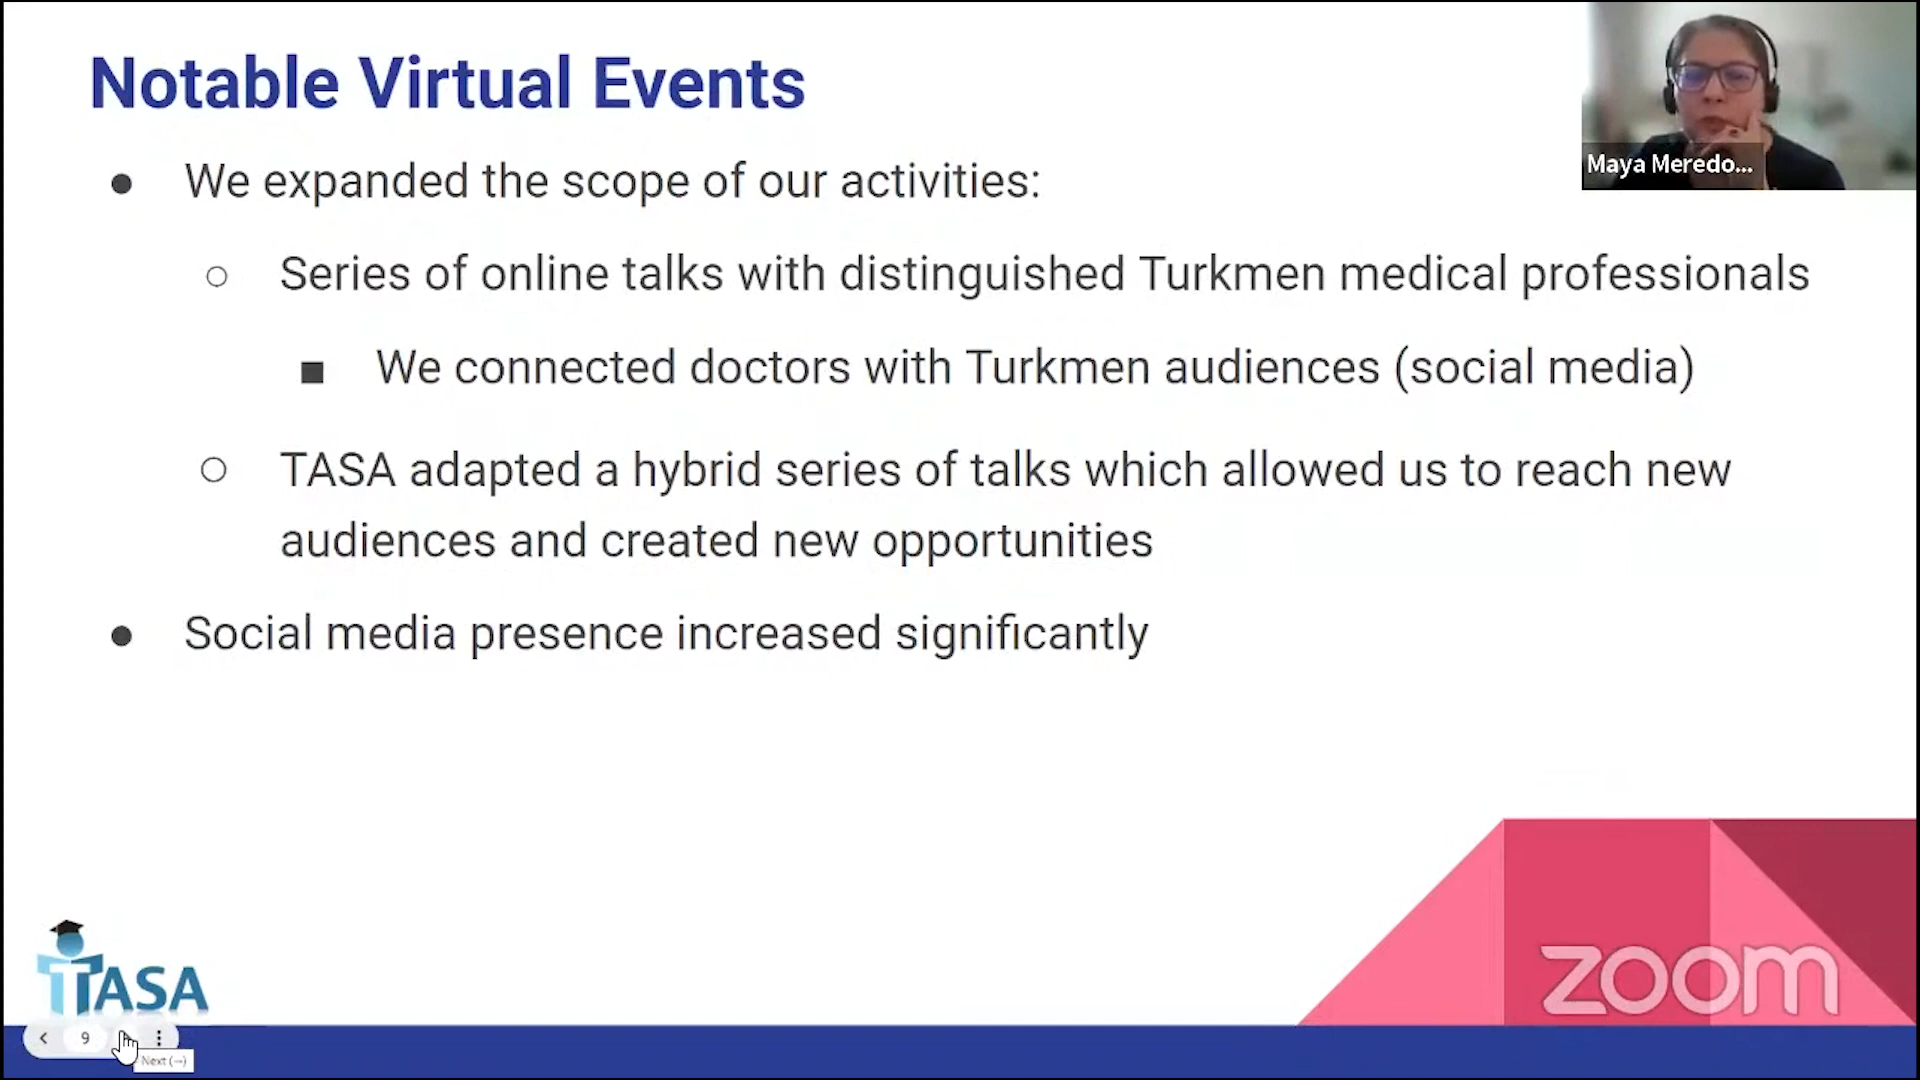 Notable Virtual Events
Maya Meredo...
● We expanded the scope of our activities:
○ Series of online talks with distinguished Turkmen medical professionals
■ We connected doctors with Turkmen audiences (social media)
○ TASA adapted a hybrid series of talks which allowed us to reach new
audiences and created new opportunities
● Social media presence increased significantly
TASA
zoom
9
Next (→)